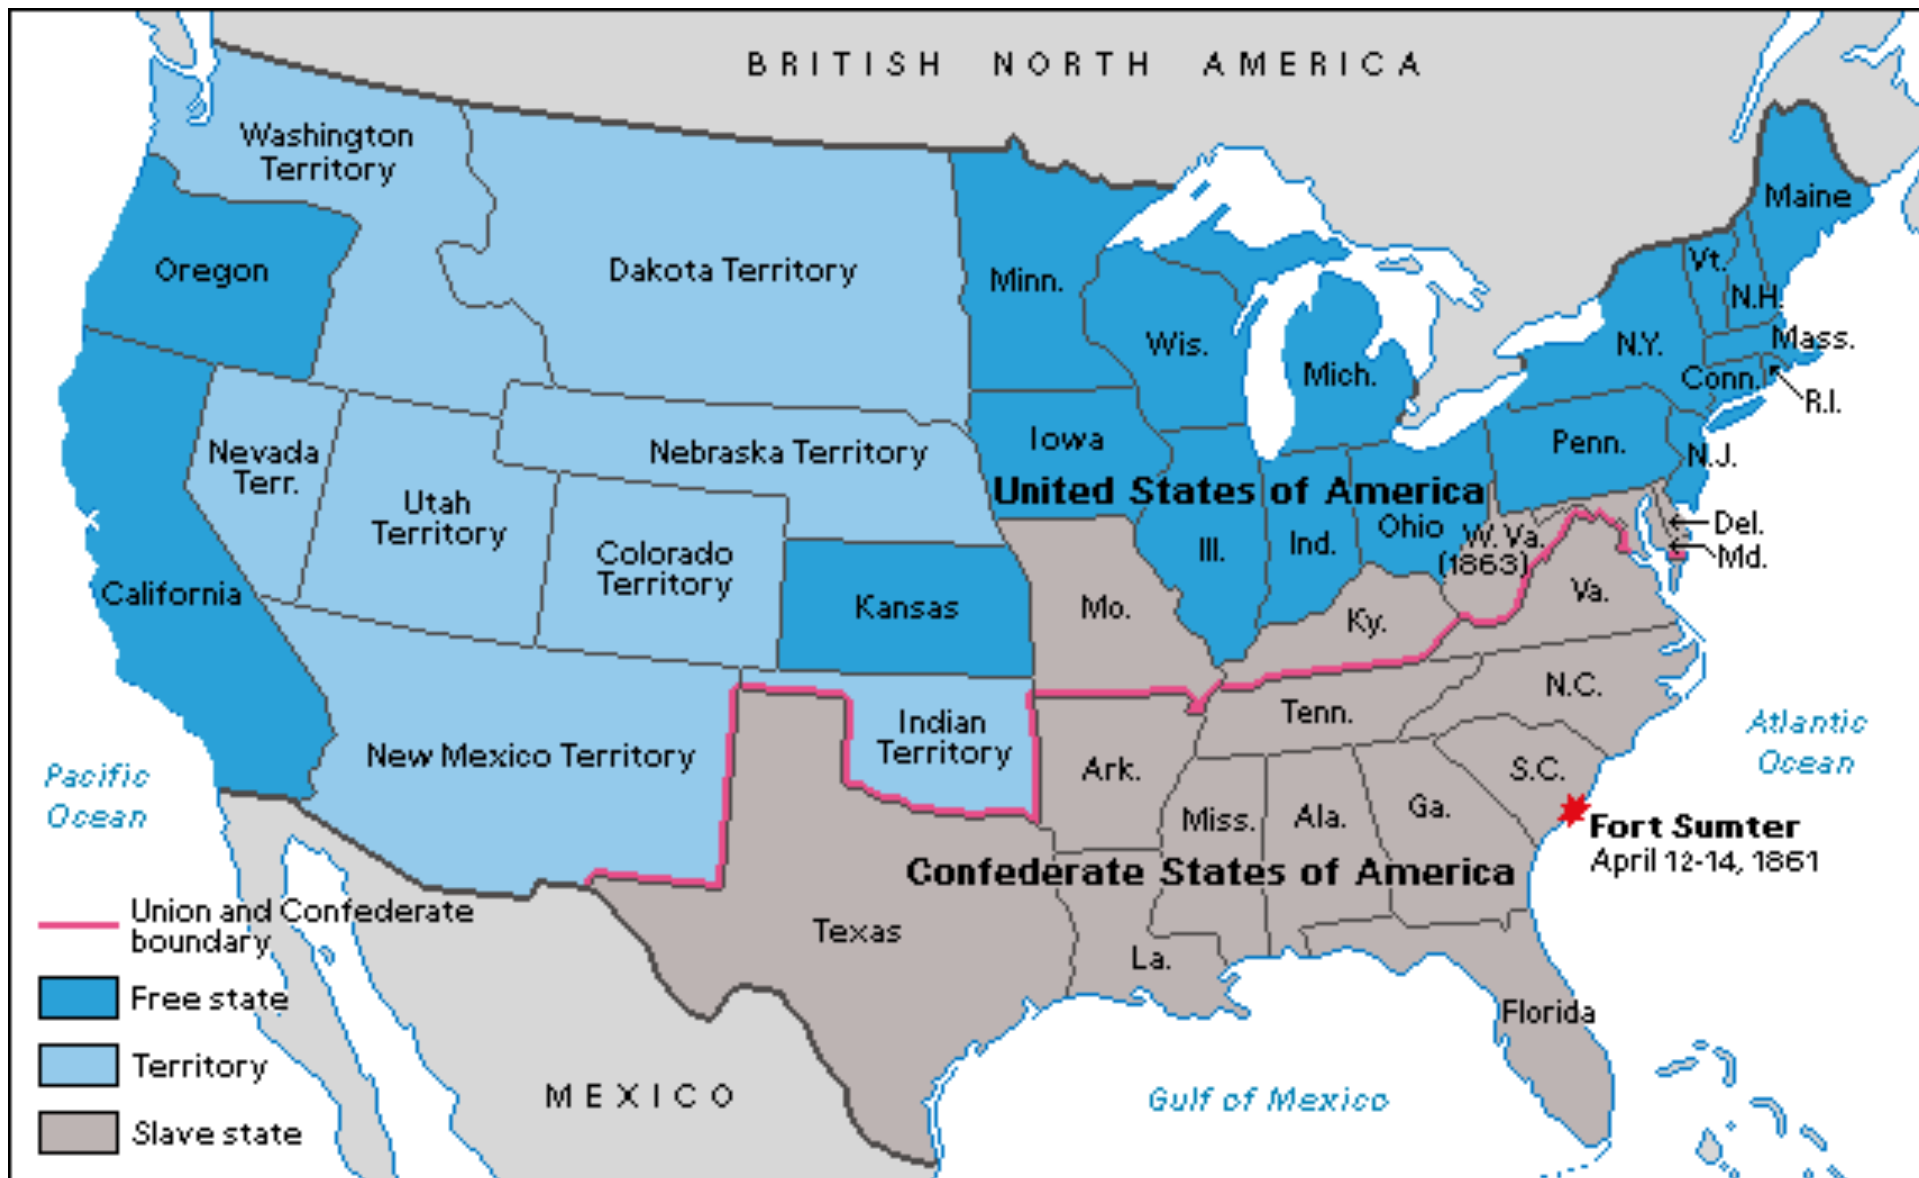 BRITISH NORTH AMERICA
Washington
Territory
Oregon
Dakota Territory
Minn.
Wis.
Mich.
Maine
Vt.
N.H.
N.Y.
Mass.
Conn.
R.I.
Penn.
N.J.
Iowa
Nebraska Territory
Nevada
Terr.
Utah
Territory
Colorado
Territory
California
Kansas
United States of America
Ill.
Ind.
Ohio
W. Va.
(1863)
Del.
Md.
Va.
Mo.
Ky.
N.C.
Tenn.
Indian
Territory
New Mexico Territory
Ark.
S.C.
Miss.
Ala.
Ga.
Fort Sumter
April 12-14, 1861
Confederate States of America
Texas
La.
Florida
Atlantic
Ocean
Pacific
Ocean
Gulf of Mexico
MEXICO
Union and Confederate
boundary
Free state
Territory
Slave state